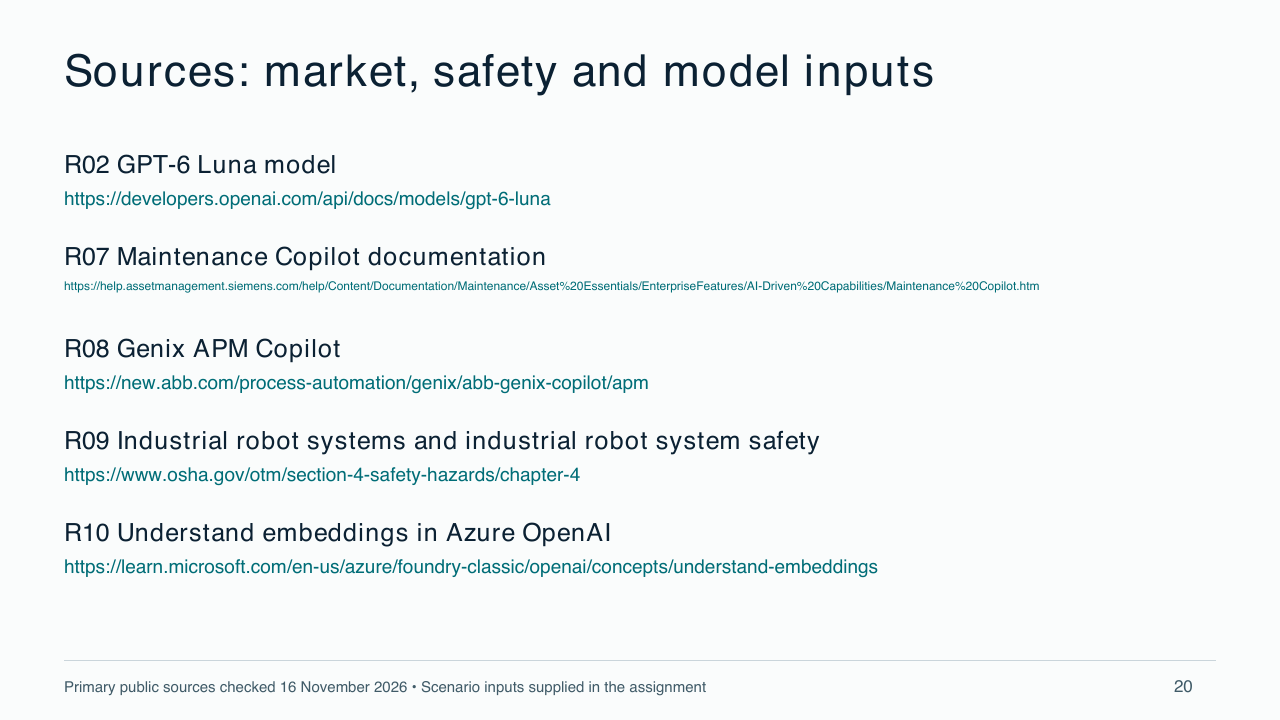 Sources: market, safety and model inputs
R02 GPT-6 Luna model
https://developers.openai.com/api/docs/models/gpt-6-luna
R07 Maintenance Copilot documentation
https://help.assetmanagement.siemens.com/help/Content/Documentation/Maintenance/Asset%20Essentials/EnterpriseFeatures/AI-Driven%20Capabilities/Maintenance%20Copilot.htm
R08 Genix APM Copilot
https://new.abb.com/process-automation/genix/abb-genix-copilot/apm
R09 Industrial robot systems and industrial robot system safety
https://www.osha.gov/otm/section-4-safety-hazards/chapter-4
R10 Understand embeddings in Azure OpenAI
https://learn.microsoft.com/en-us/azure/foundry-classic/openai/concepts/understand-embeddings
Primary public sources checked 16 November 2026 • Scenario inputs supplied in the assignment
20